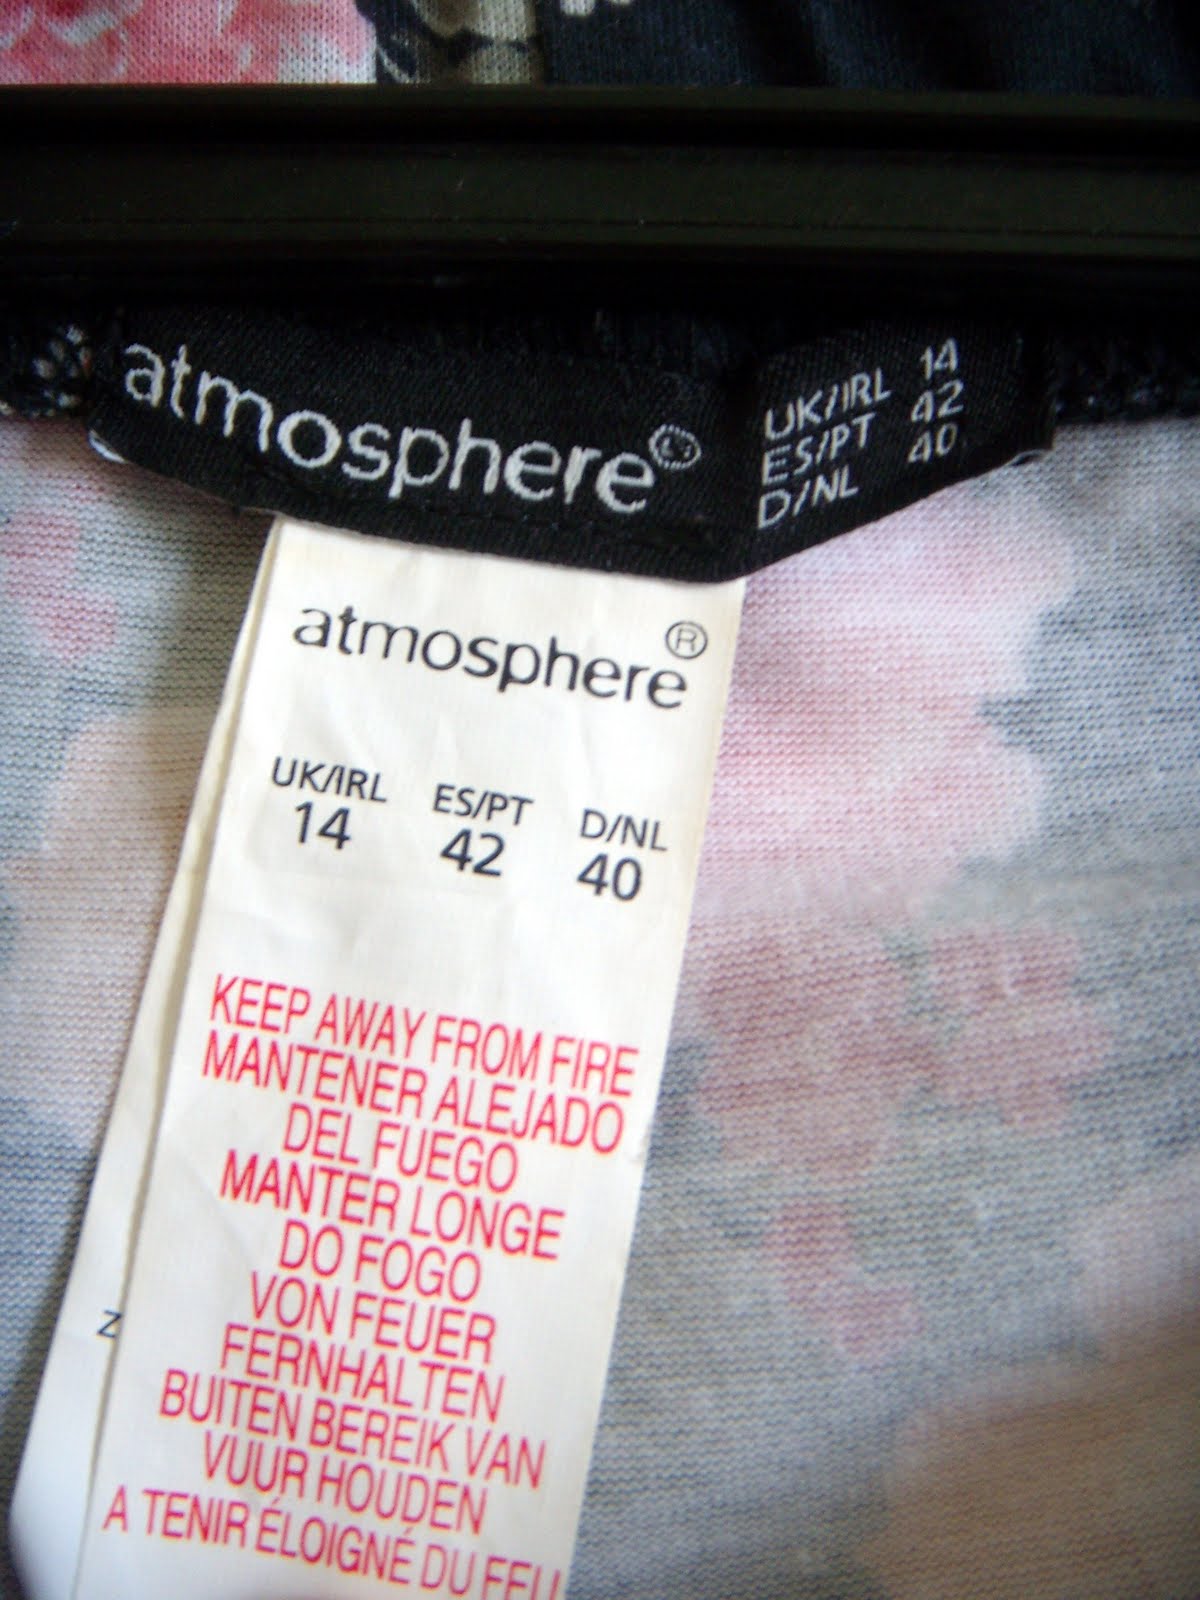 atmosphere®
UK/IRL 14
ES/PT 42
D/NL 40
atmosphere®
UK/IRL ES/PT D/NL
14 42 40
KEEP AWAY FROM FIRE
MANTENER ALEJADO
DEL FUEGO
MANTER LONGE
DO FOGO
VON FEUER
FERNHALTEN
BUITEN BEREIK VAN
VUUR HOUDEN
A TENIR ÉLOIGNÉ DU FEU
Z